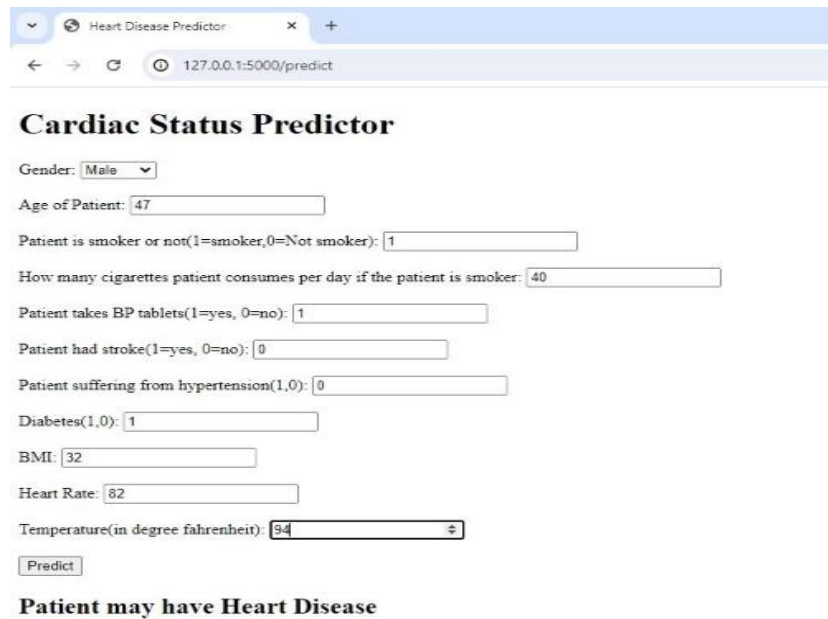 Heart Disease Predictor
127.0.0.1:5000/predict
Cardiac Status Predictor
Gender: Male
Age of Patient: 47
Patient is smoker or not(1=smoker,0=Not smoker): 1
How many cigarettes patient consumes per day if the patient is smoker: 40
Patient takes BP tablets(1=yes, 0=no): 1
Patient had stroke(1=yes, 0=no): 0
Patient suffering from hypertension(1,0): 0
Diabetes(1,0): 1
BMI: 32
Heart Rate: 82
Temperature(in degree fahrenheit): 94
Predict
Patient may have Heart Disease